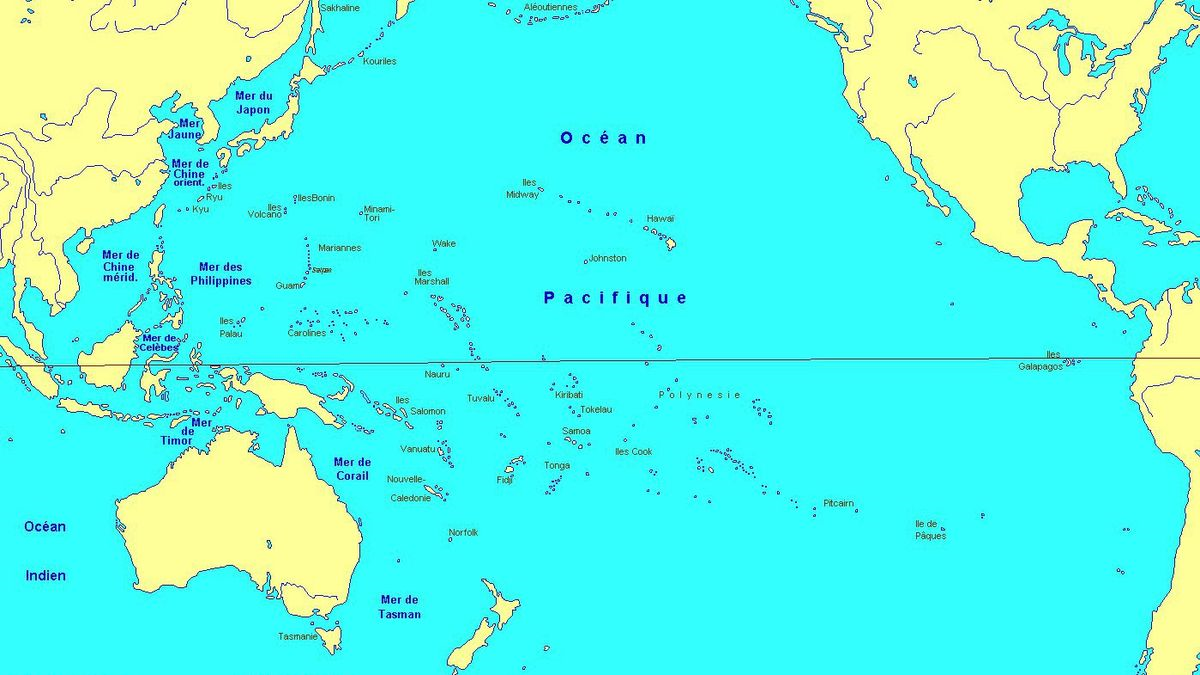 Sakhaline
Aléoutiennes
Kouriles
Mer du
Japon
Mer
Jaune
Océan
Mer de
Chine
orient.
Iles
Ryu
Kyu
Iles
Midway
IlesBonin
Iles
Volcano
Minami-
Tori
Hawaï
Mariannes
Wake
Mer de
Chine
mérid.
Johnston
Mer des
Philippines
Saipan
Iles
Marshall
Guam
Pacifique
Iles
Palau
Carolines
Mer de
Celèbes
Iles
Galapagos
Nauru
Kiribati
Polynesie
Tuvalu
Iles
Salomon
Tokelau
Mer
de
Timor
Samoa
Vanuatu
Iles Cook
Mer de
Corail
Tonga
Fidji
Nouvelle-
Caledonie
Pitcairn
Océan
Indien
Ile de
Pâques
Norfolk
Mer de
Tasman
Tasmanie